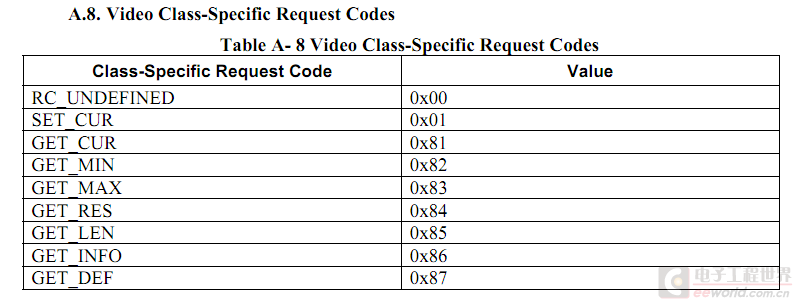 A.8. Video Class-Specific Request Codes
Table A- 8 Video Class-Specific Request Codes
Class-Specific Request Code Value
RC_UNDEFINED 0x00
SET_CUR 0x01
GET_CUR 0x81
GET_MIN 0x82
GET_MAX 0x83
GET_RES 0x84
GET_LEN 0x85
GET_INFO 0x86
GET_DEF 0x87
电子工程世界
eeworld.com.cn